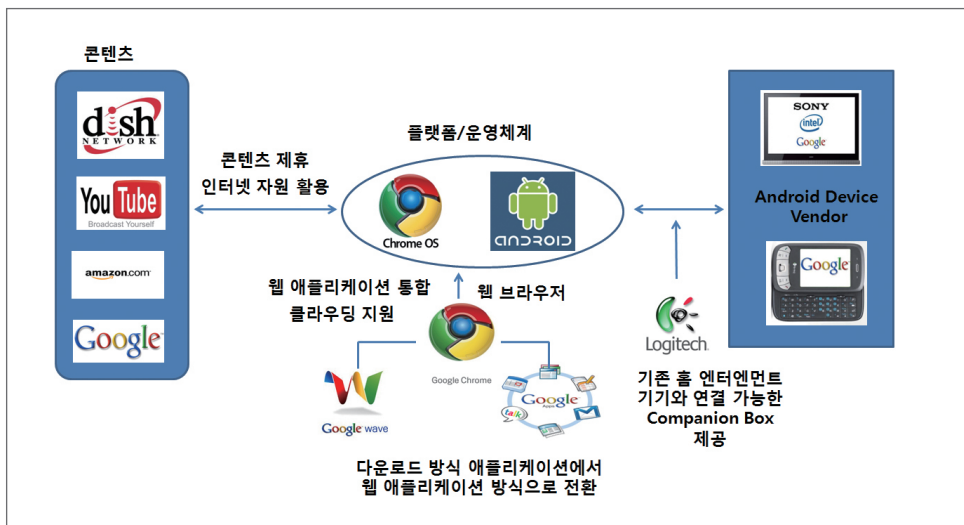 콘텐츠
dish
NETWORK
YouTube
Broadcast Yourself
amazon.com
Google
콘텐츠 제휴
인터넷 자원 활용
플랫폼/운영체계
Chrome OS
ANDROID
웹 애플리케이션 통합
클라우딩 지원
웹 브라우저
Google Chrome
Google wave
Google
Apps
talk
다운로드 방식 애플리케이션에서
웹 애플리케이션 방식으로 전환
Logitech
기존 홈 엔터엔먼트
기기와 연결 가능한
Companion Box
제공
SONY
intel
Google
Android Device
Vendor
Google